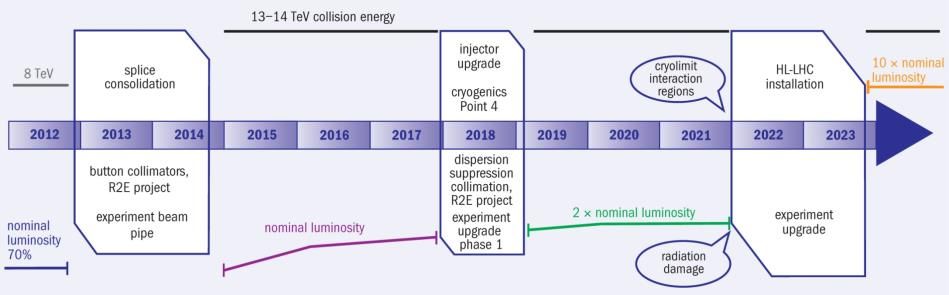 13–14 TeV collision energy
8 TeV
splice
consolidation
injector
upgrade
cryogenics
Point 4
cryolimit
interaction
regions
HL-LHC
installation
10 × nominal
luminosity
2012
2013
2014
2015
2016
2017
2018
2019
2020
2021
2022
2023
button collimators,
R2E project
experiment beam
pipe
nominal
luminosity
70%
nominal luminosity
dispersion
suppression
collimation,
R2E project
experiment
upgrade
phase 1
2 × nominal luminosity
radiation
damage
experiment
upgrade